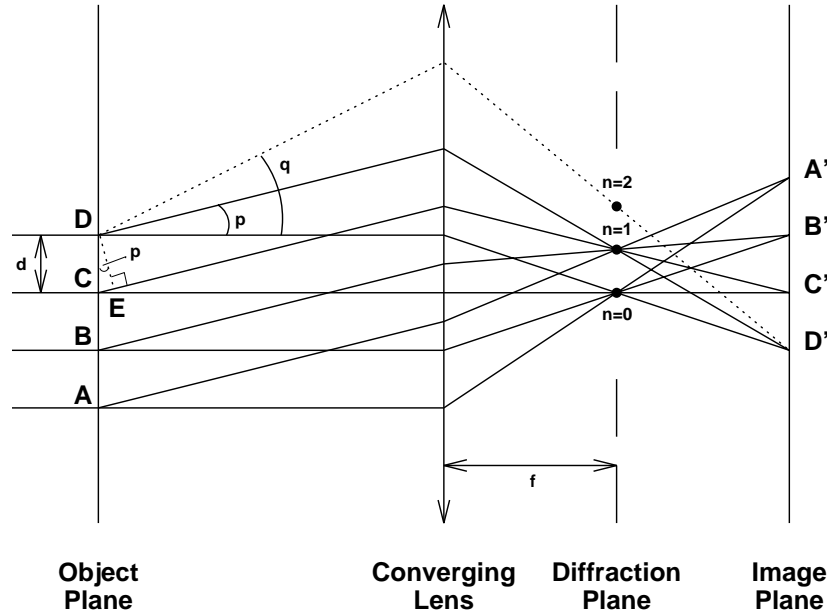 A'
q
n=2
D
p
n=1
B'
d
p
C
C'
E
n=0
B
D'
A
f
Object Converging Diffraction Image
Plane Lens Plane Plane